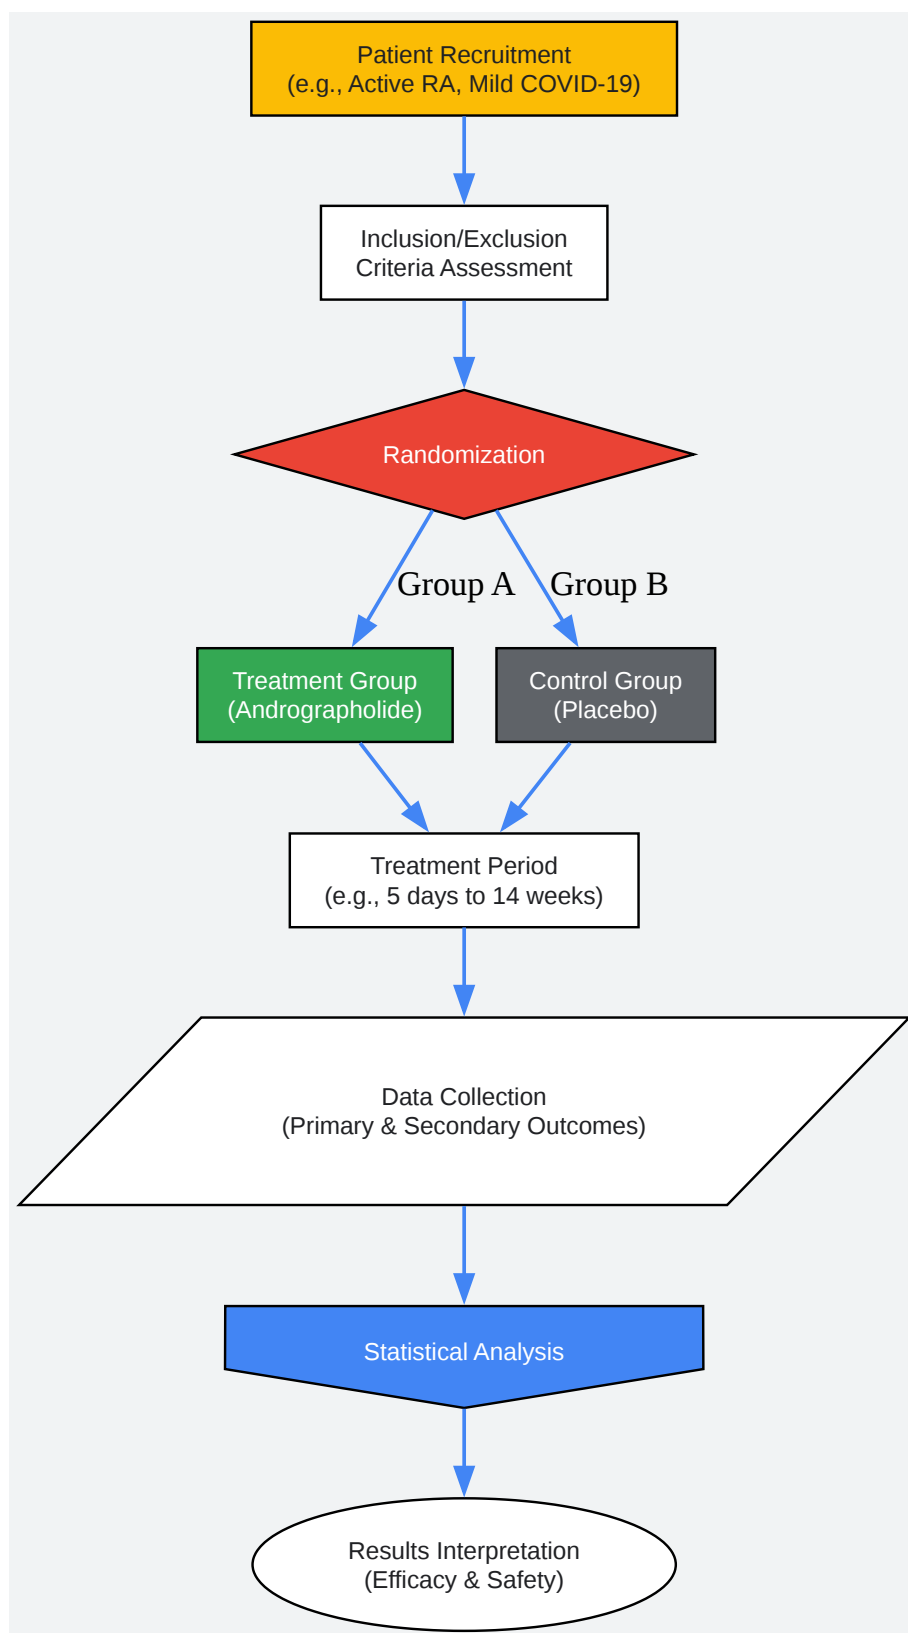 Patient Recruitment
(e.g., Active RA, Mild COVID-19)
Inclusion/Exclusion
Criteria Assessment
Randomization
Group A
Group B
Treatment Group
(Andrographolide)
Control Group
(Placebo)
Treatment Period
(e.g., 5 days to 14 weeks)
Data Collection
(Primary & Secondary Outcomes)
Statistical Analysis
Results Interpretation
(Efficacy & Safety)